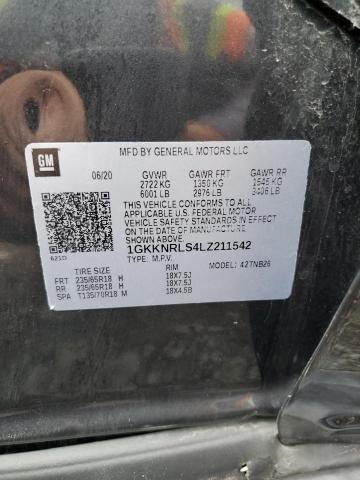 GM
MFD BY GENERAL MOTORS LLC
06/20 GVWR GAWR FRT GAWR RR
2722 KG 1350 KG 1545 KG
6001 LB 2976 LB 3406 LB
THIS VEHICLE CONFORMS TO ALL
APPLICABLE U.S. FEDERAL MOTOR
VEHICLE SAFETY STANDARDS IN EFFECT
ON THE DATE OF MANUFACTURE
SHOWN ABOVE.
1GKKNRLS4LZ211542
621D TYPE: M.P.V.
TIRE SIZE RIM 427NB26
FRT 235/65R18 H 18X7.5J
RR 235/65R18 H 18X7.5J
SPA T135/70R18 M 18X4.5B